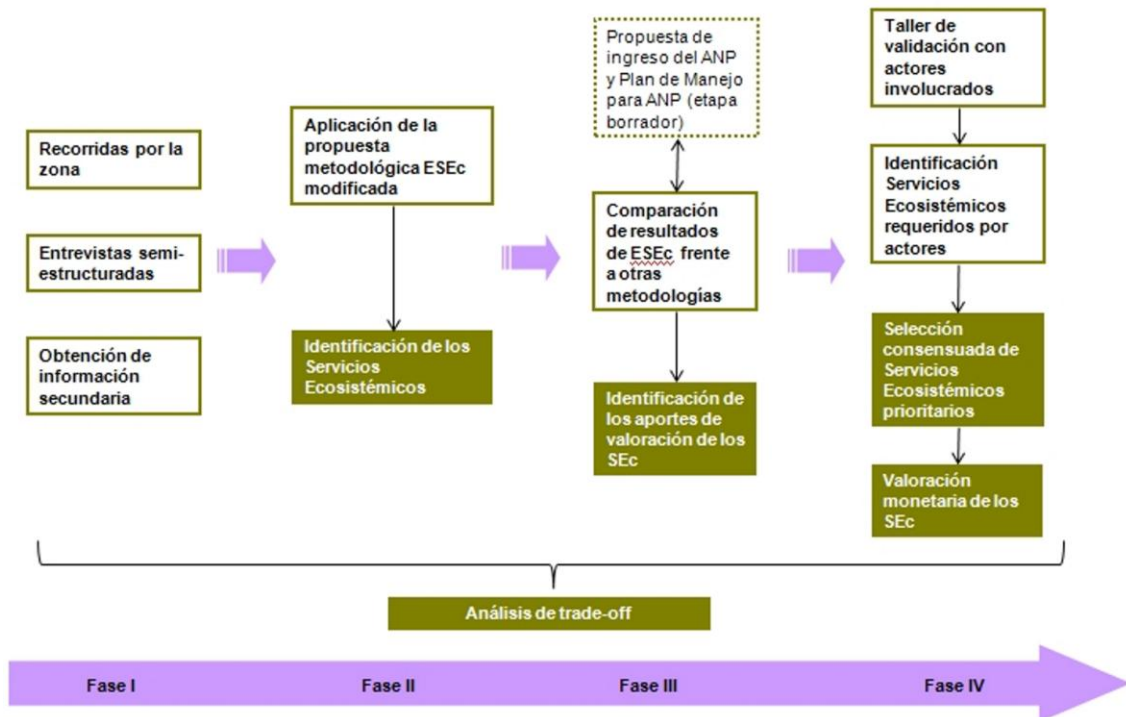 Recorridas por la
zona
Entrevistas semi-
estructuradas
Obtención de
información
secundaria
Aplicación de la
propuesta
metodológica ESEc
modificada
Identificación de los
Servicios
Ecosistémicos
Propuesta de
ingreso del ANP
y Plan de Manejo
para ANP (etapa
borrador)
Comparación
de resultados
de ESEc frente
a otras
metodologías
Identificación de
los aportes de
valoración de los
SEc
Taller de
validación con
actores
involucrados
Identificación
Servicios
Ecosistémicos
requeridos por
actores
Selección
consensuada de
Servicios
Ecosistémicos
prioritarios
Valoración
monetaria de los
SEc
Análisis de trade-off
Fase I
Fase II
Fase III
Fase IV